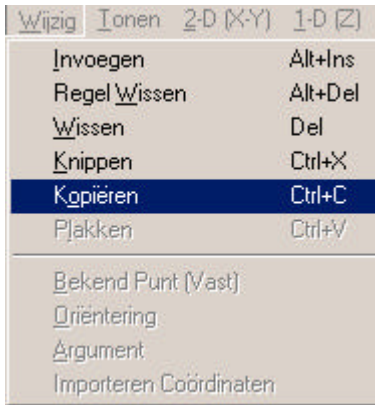 Wijzig Tonen 2-D (X-Y) 1-D (Z)
Invoegen Alt+Ins
Regel Wissen Alt+Del
Wissen Del
Knippen Ctrl+X
Kopiëren Ctrl+C
Plakken Ctrl+V
Bekend Punt (Vast)
Oriëntering
Argument
Importeren Coördinaten